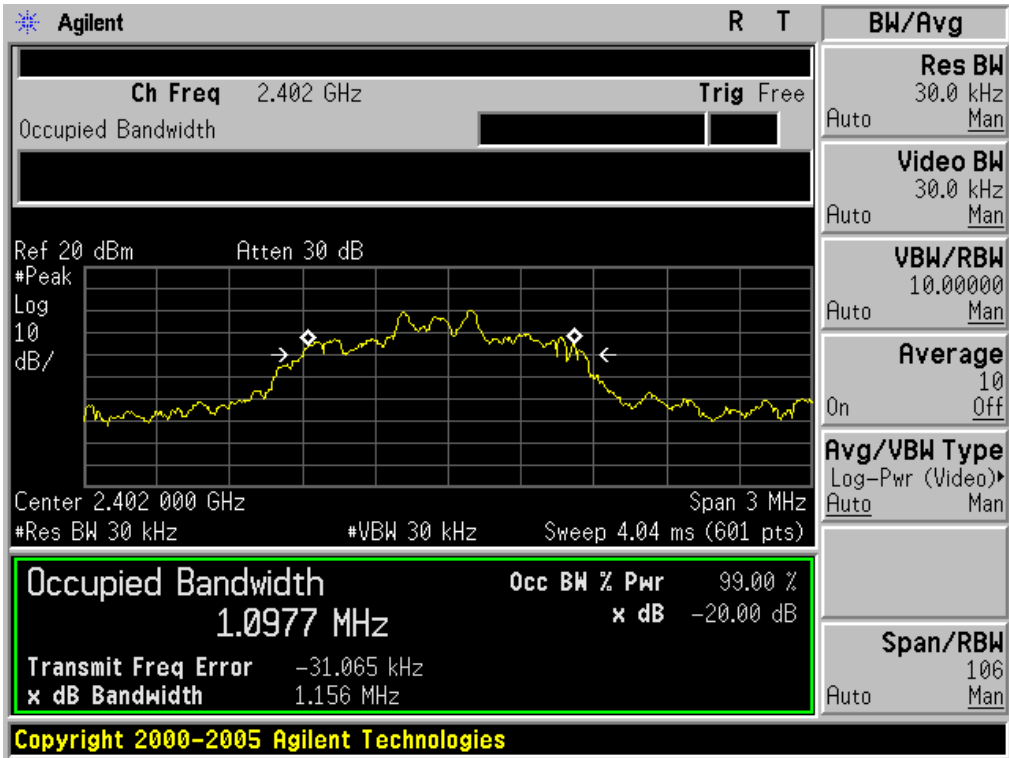 Agilent R T
Ch Freq 2.402 GHz Trig Free
Occupied Bandwidth
Ref 20 dBm Atten 30 dB
#Peak
Log
10
dB/
Center 2.402 000 GHz Span 3 MHz
#Res BW 30 kHz #VBW 30 kHz Sweep 4.04 ms (601 pts)
Occupied Bandwidth Occ BW % Pwr 99.00 %
1.0977 MHz x dB -20.00 dB
Transmit Freq Error -31.065 kHz
x dB Bandwidth 1.156 MHz
Copyright 2000-2005 Agilent Technologies
BW/Avg
Res BW
30.0 kHz
Auto Man
Video BW
30.0 kHz
Auto Man
VBW/RBW
10.00000
Auto Man
Average
10
On Off
Avg/VBW Type
Log-Pwr (Video)
Auto Man
Span/RBW
106
Auto Man